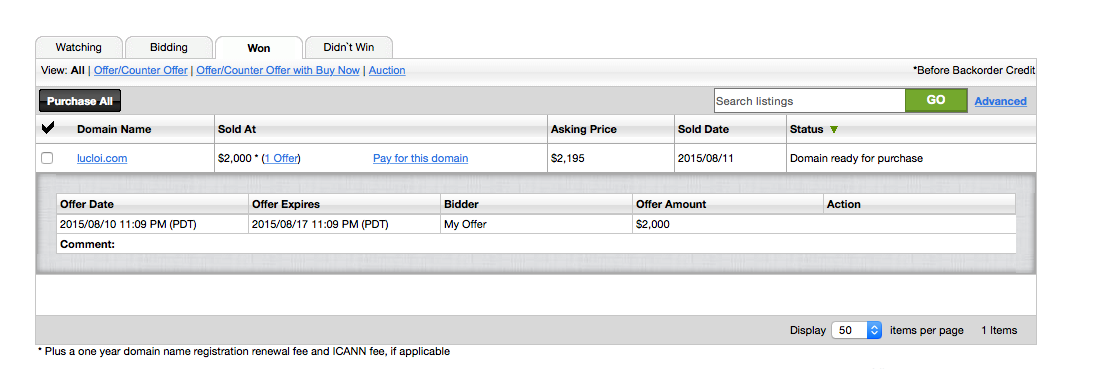 Watching Bidding Won Didn`t Win
View: All | Offer/Counter Offer | Offer/Counter Offer with Buy Now | Auction *Before Backorder Credit
Purchase All Search listings GO Advanced
Domain Name Sold At Asking Price Sold Date Status
lucloi.com $2,000 * (1 Offer) Pay for this domain $2,195 2015/08/11 Domain ready for purchase
Offer Date Offer Expires Bidder Offer Amount Action
2015/08/10 11:09 PM (PDT) 2015/08/17 11:09 PM (PDT) My Offer $2,000
Comment:
Display 50 items per page 1 Items
* Plus a one year domain name registration renewal fee and ICANN fee, if applicable